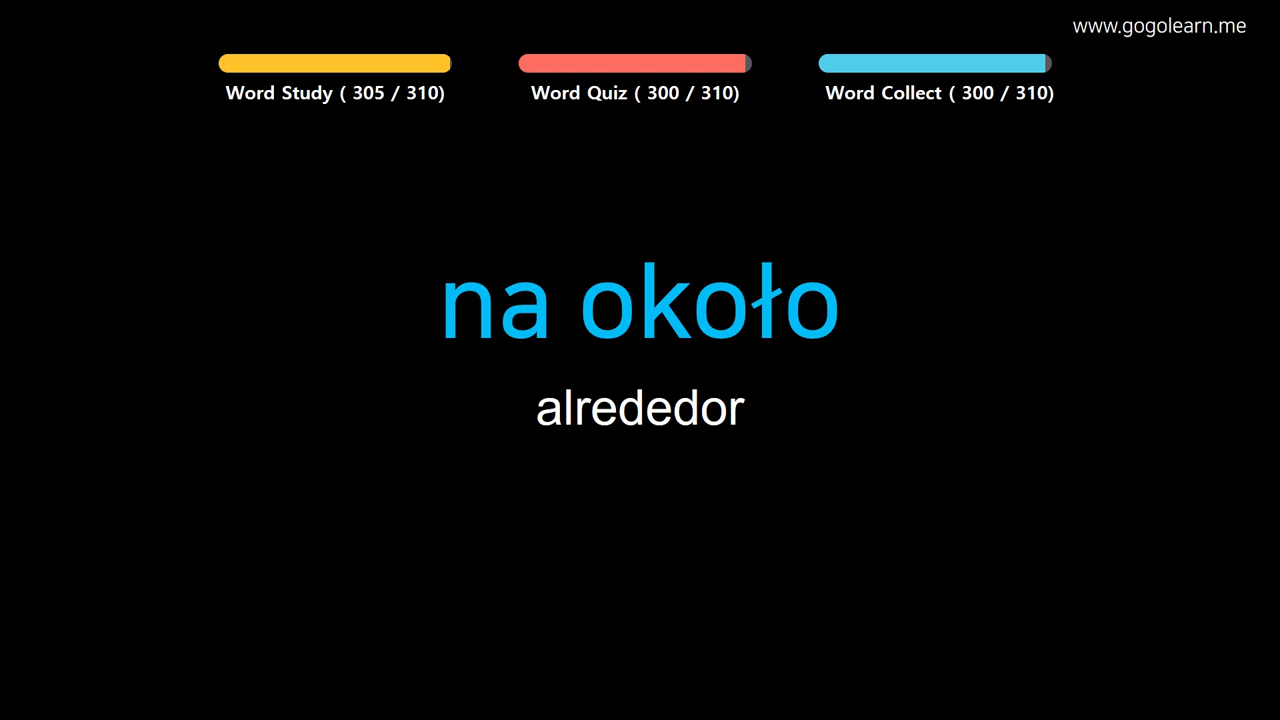 www.gogolearn.me
Word Study ( 305 / 310)
Word Quiz ( 300 / 310)
Word Collect ( 300 / 310)
na około
alrededor